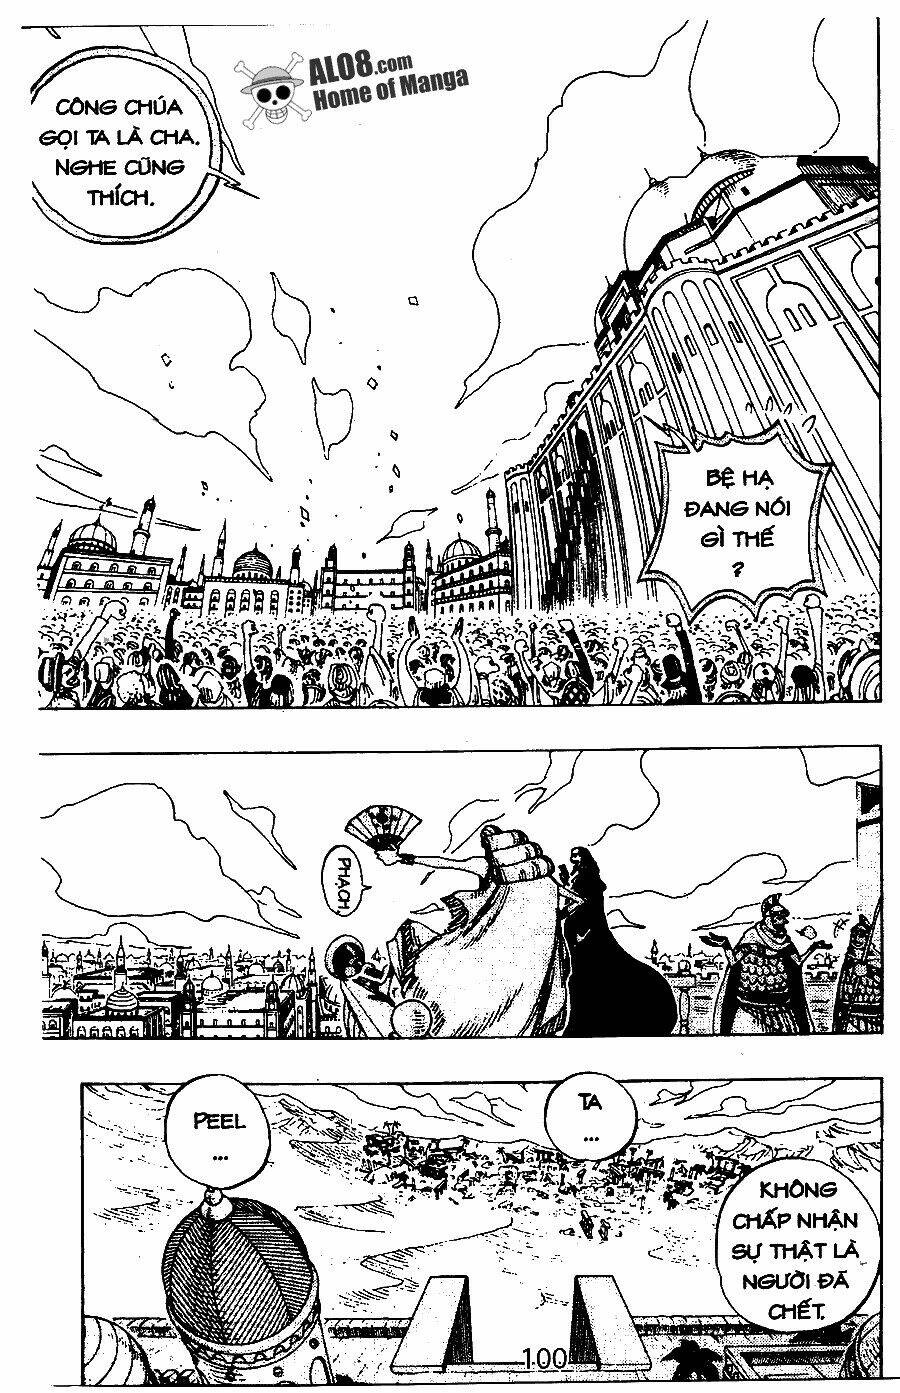 ALO8.com
Home of Manga
CÔNG CHÚA
GỌI TA LÀ CHA.
NGHE CŨNG
THÍCH.
BỆ HẠ
ĐANG NÓI
GÌ THẾ
?
PHẠCH
PEEL
...
TA
...
KHÔNG
CHẤP NHẬN
SỰ THẬT LÀ
NGƯỜI ĐÃ
CHẾT.
100